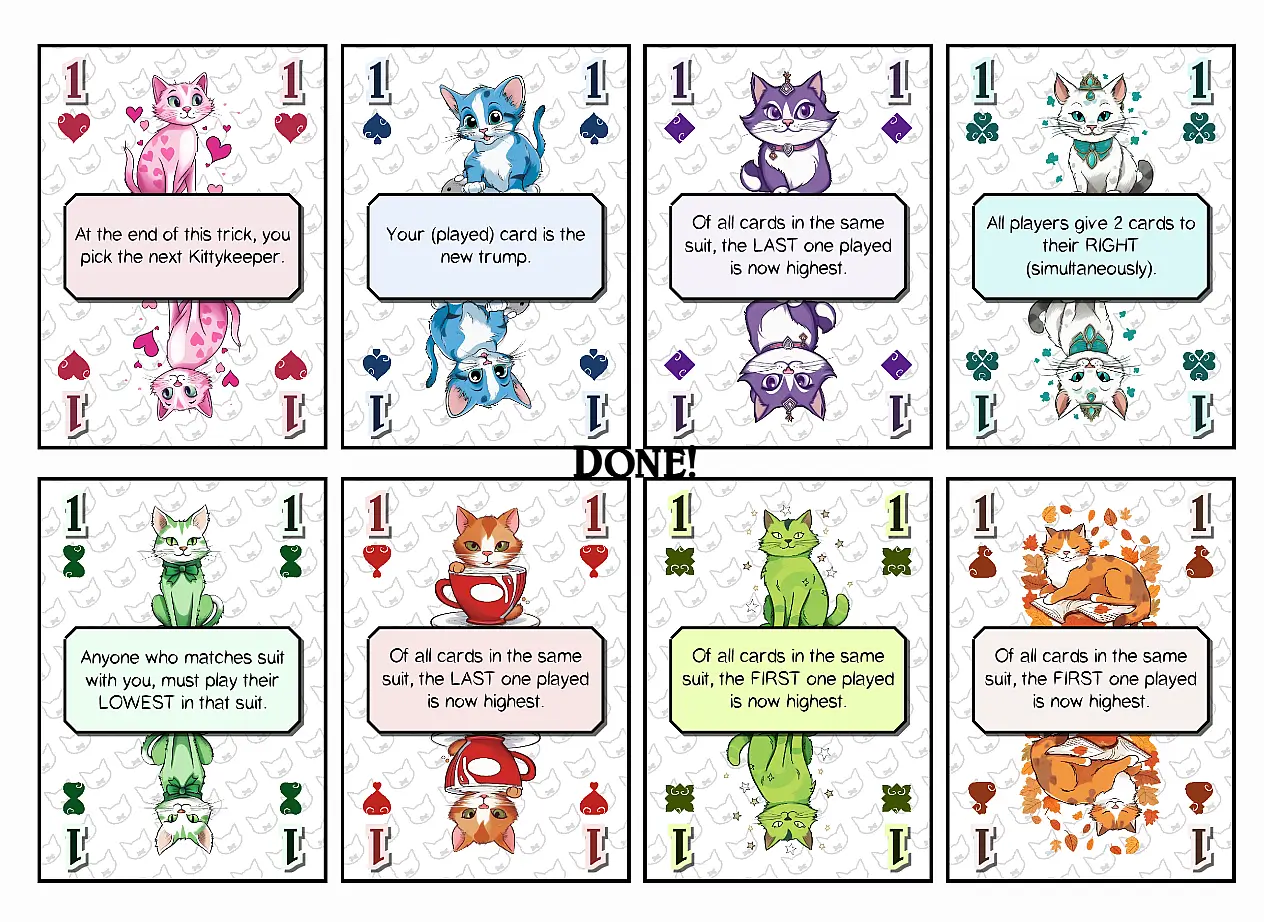 1 1
At the end of this trick, you
pick the next Kittykeeper.
1 1
1 1
Your (played) card is the
new trump.
1 1
1 1
Of all cards in the same
suit, the LAST one played
is now highest.
1 1
1 1
All players give 2 cards to
their RIGHT
(simultaneously).
1 1
DONE!
1 1
Anyone who matches suit
with you, must play their
LOWEST in that suit.
1 1
1 1
Of all cards in the same
suit, the LAST one played
is now highest.
1 1
1 1
Of all cards in the same
suit, the FIRST one played
is now highest.
1 1
1 1
Of all cards in the same
suit, the FIRST one played
is now highest.
1 1